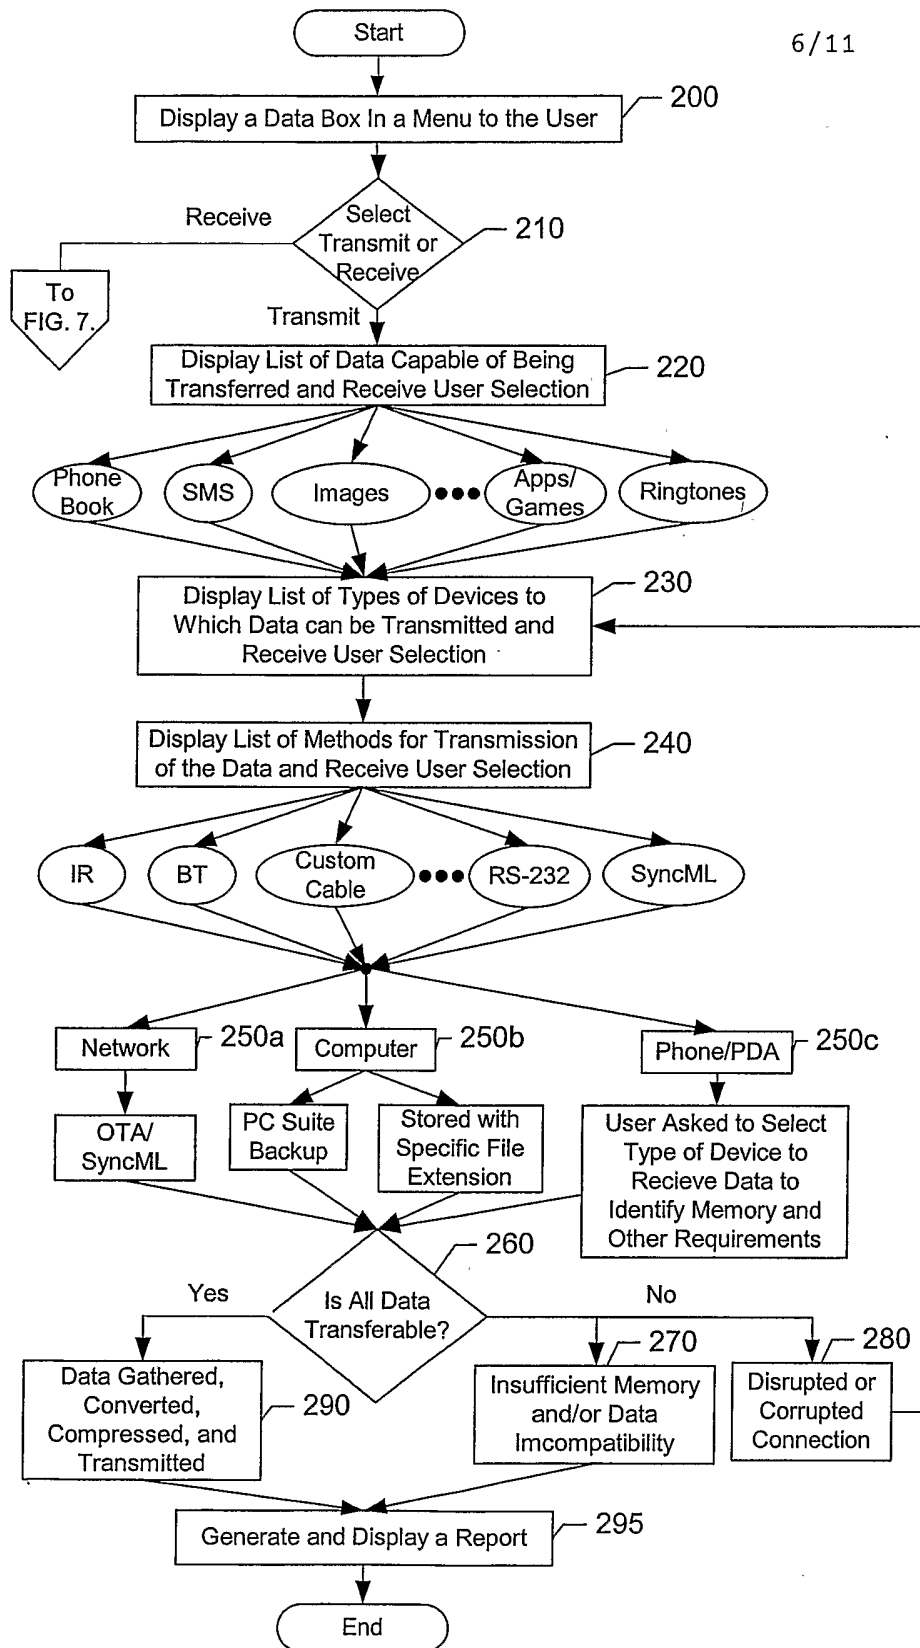 6/11
Start
Display a Data Box In a Menu to the User
200
Select
Transmit or
Receive
210
Receive
To
FIG. 7.
Transmit
Display List of Data Capable of Being
Transferred and Receive User Selection
220
Phone
Book
SMS
Images
Apps/
Games
Ringtones
230
Display List of Types of Devices to
Which Data can be Transmitted and
Receive User Selection
Display List of Methods for Transmission
of the Data and Receive User Selection
240
IR
BT
Custom
Cable
RS-232
SyncML
Network
250a
Computer
250b
Phone/PDA
250c
OTA/
SyncML
PC Suite
Backup
Stored with
Specific File
Extension
User Asked to Select
Type of Device to
Recieve Data to
Identify Memory and
Other Requirements
260
Is All Data
Transferable?
Yes
No
Data Gathered,
Converted,
Compressed, and
Transmitted
290
270
Insufficient Memory
and/or Data
Imcompatibility
280
Disrupted or
Corrupted
Connection
Generate and Display a Report
295
End